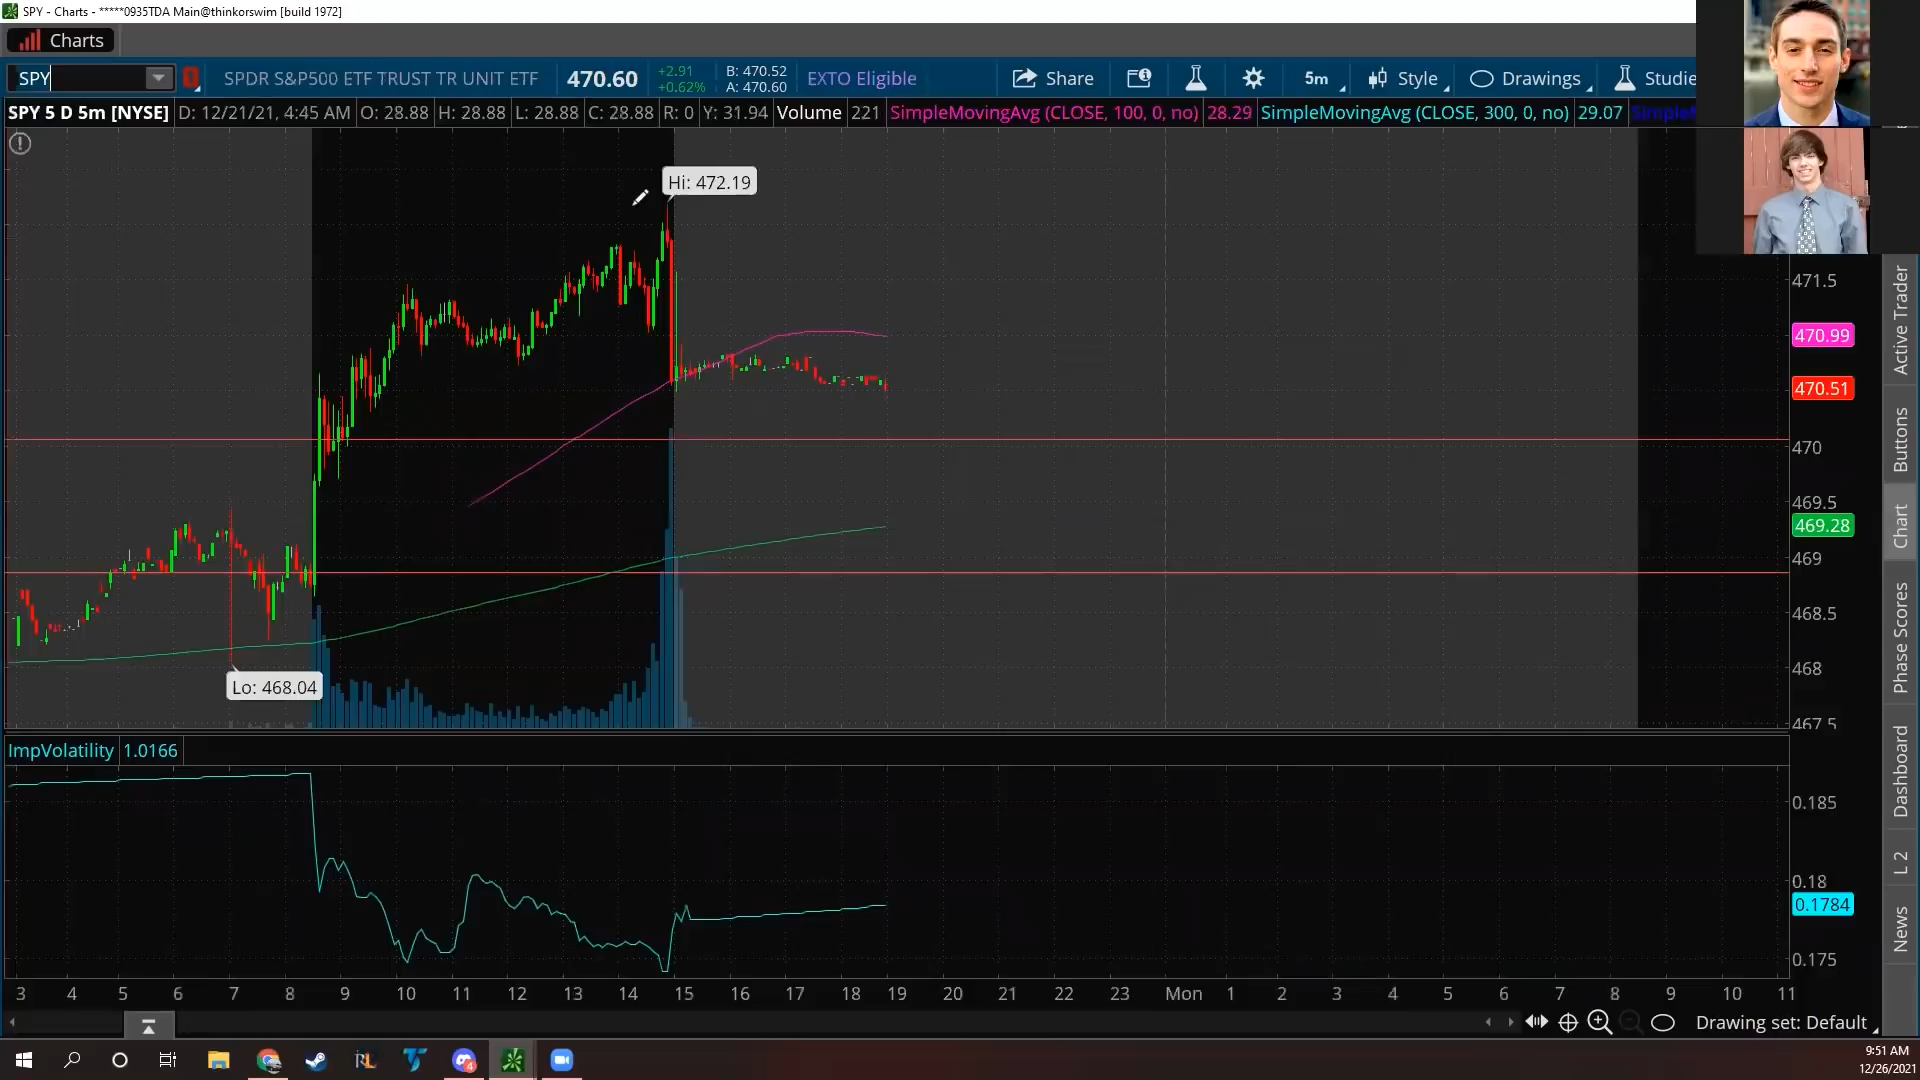 SPY - Charts - *****0935TDA Main@thinkorswim [build 1972]
Charts
SPY SPDR S&P500 ETF TRUST TR UNIT ETF 470.60 +2.91 B: 470.52 EXTO Eligible Share 5m Style Drawings Studie
+0.62% A: 470.60
SPY 5 D 5m [NYSE] D: 12/21/21, 4:45 AM O: 28.88 H: 28.88 L: 28.88 C: 28.88 R: 0 Y: 31.94 Volume 221 SimpleMovingAvg (CLOSE, 100, 0, no) 28.29 SimpleMovingAvg (CLOSE, 300, 0, no) 29.07
Hi: 472.19
471.5
470.99
470.51
470
469.5
469.28
469
468.5
468
Lo: 468.04
467.5
ImpVolatility 1.0166
0.185
0.18
0.1784
0.175
3 4 5 6 7 8 9 10 11 12 13 14 15 16 17 18 19 20 21 22 23 Mon 1 2 3 4 5 6 7 8 9 10 11
Drawing set: Default
Active Trader
Buttons
Chart
Phase Scores
Dashboard
L 2
News
RL
4
9:51 AM
12/26/2021